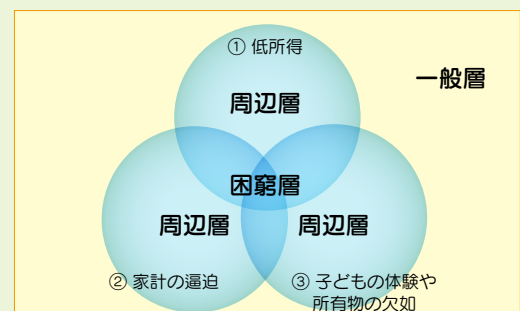 ① 低所得
一般層
周辺層
困窮層
周辺層
周辺層
② 家計の逼迫
③ 子どもの体験や
所有物の欠如